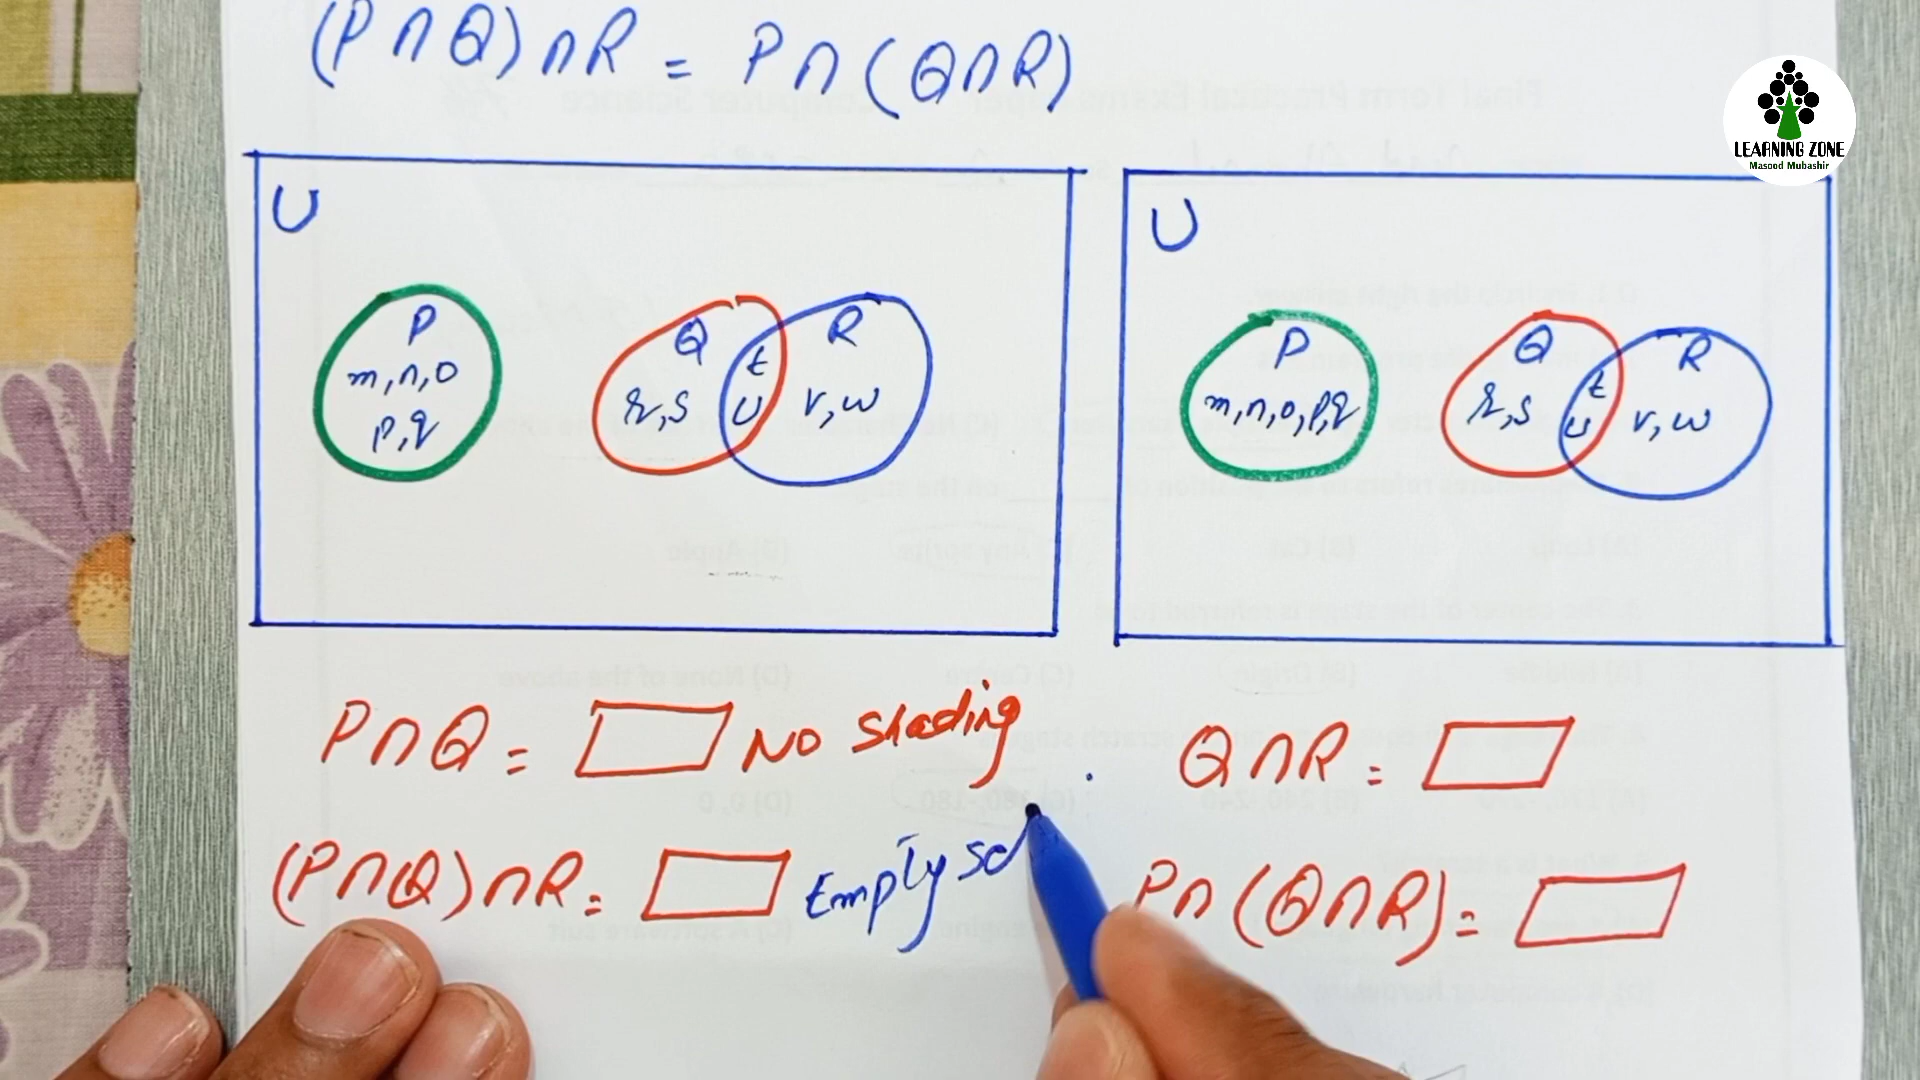 (P∩Q)∩R = P∩(Q∩R)
LEARNING ZONE
Masood Mubashir
U
P
m,n,o
p,q
Q
r,s
t
u
R
v,w
U
P
m,n,o,p,q
Q
r,s
t
u
R
v,w
P∩Q = No Shading
(P∩Q)∩R = Empty se
Q∩R =
P∩(Q∩R) =